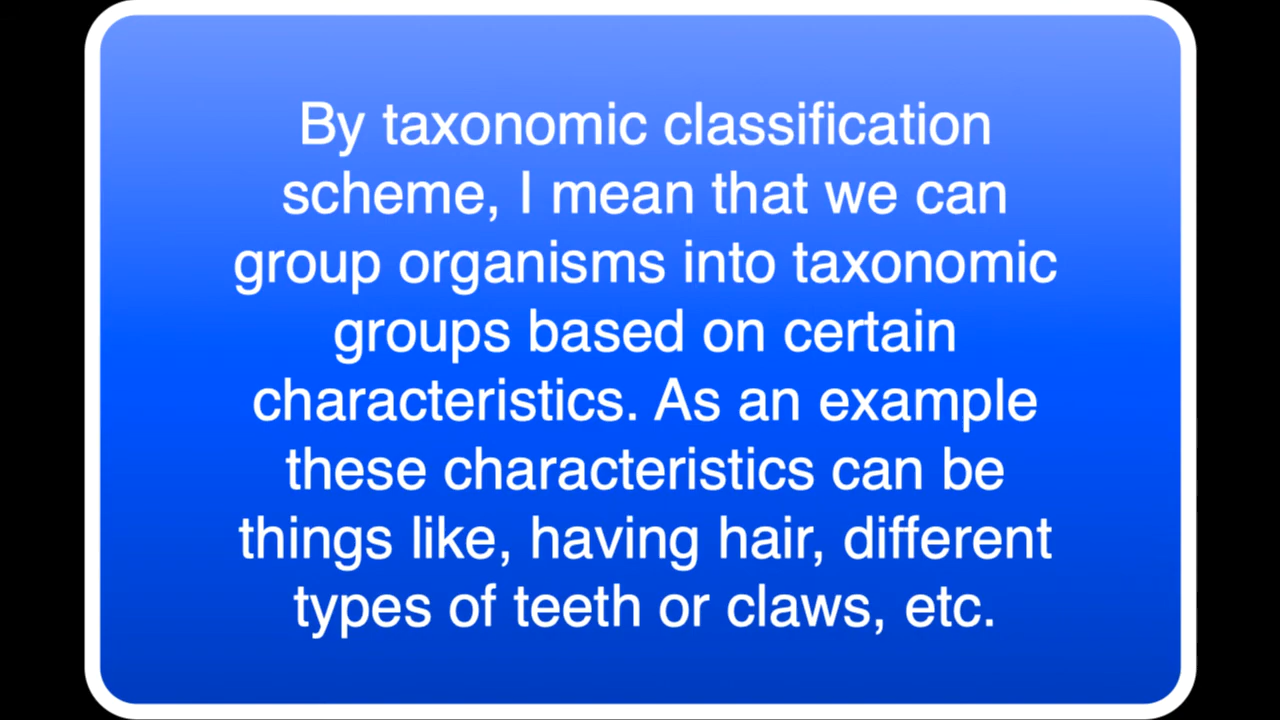 By taxonomic classification
scheme, I mean that we can
group organisms into taxonomic
groups based on certain
characteristics. As an example
these characteristics can be
things like, having hair, different
types of teeth or claws, etc.